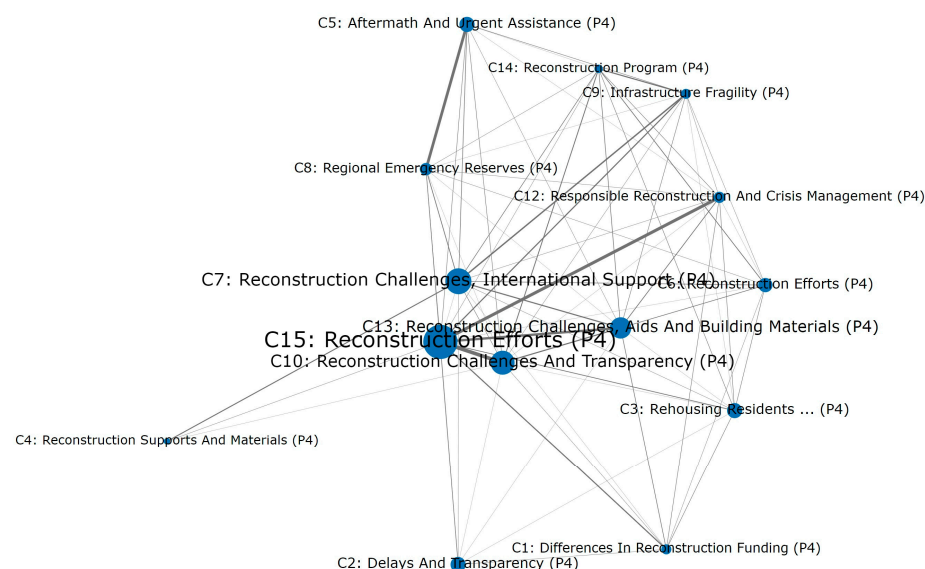 C5: Aftermath And Urgent Assistance (P4)
C14: Reconstruction Program (P4)
C9: Infrastructure Fragility (P4)
C8: Regional Emergency Reserves (P4)
C12: Responsible Reconstruction And Crisis Management (P4)
C7: Reconstruction Challenges, International Support (P4)
C6: Reconstruction Efforts (P4)
C13: Reconstruction Challenges, Aids And Building Materials (P4)
C15: Reconstruction Efforts (P4)
C10: Reconstruction Challenges And Transparency (P4)
C3: Rehousing Residents ... (P4)
C4: Reconstruction Supports And Materials (P4)
C1: Differences In Reconstruction Funding (P4)
C2: Delays And Transparency (P4)